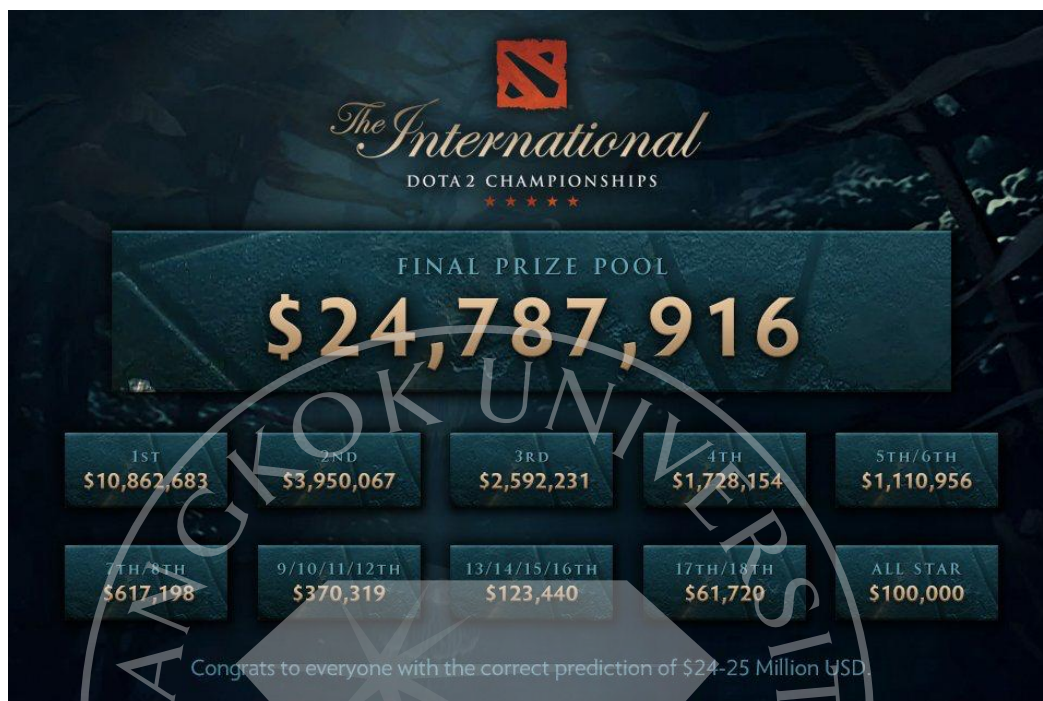 The International
DOTA 2 CHAMPIONSHIPS
FINAL PRIZE POOL
$24,787,916
1ST
$10,862,683
2ND
$3,950,067
3RD
$2,592,231
4TH
$1,728,154
5TH/6TH
$1,110,956
7TH/8TH
$617,198
9/10/11/12TH
$370,319
13/14/15/16TH
$123,440
17TH/18TH
$61,720
ALL STAR
$100,000
Congrats to everyone with the correct prediction of $24-25 Million USD.
ANGKOK UNIVERSI